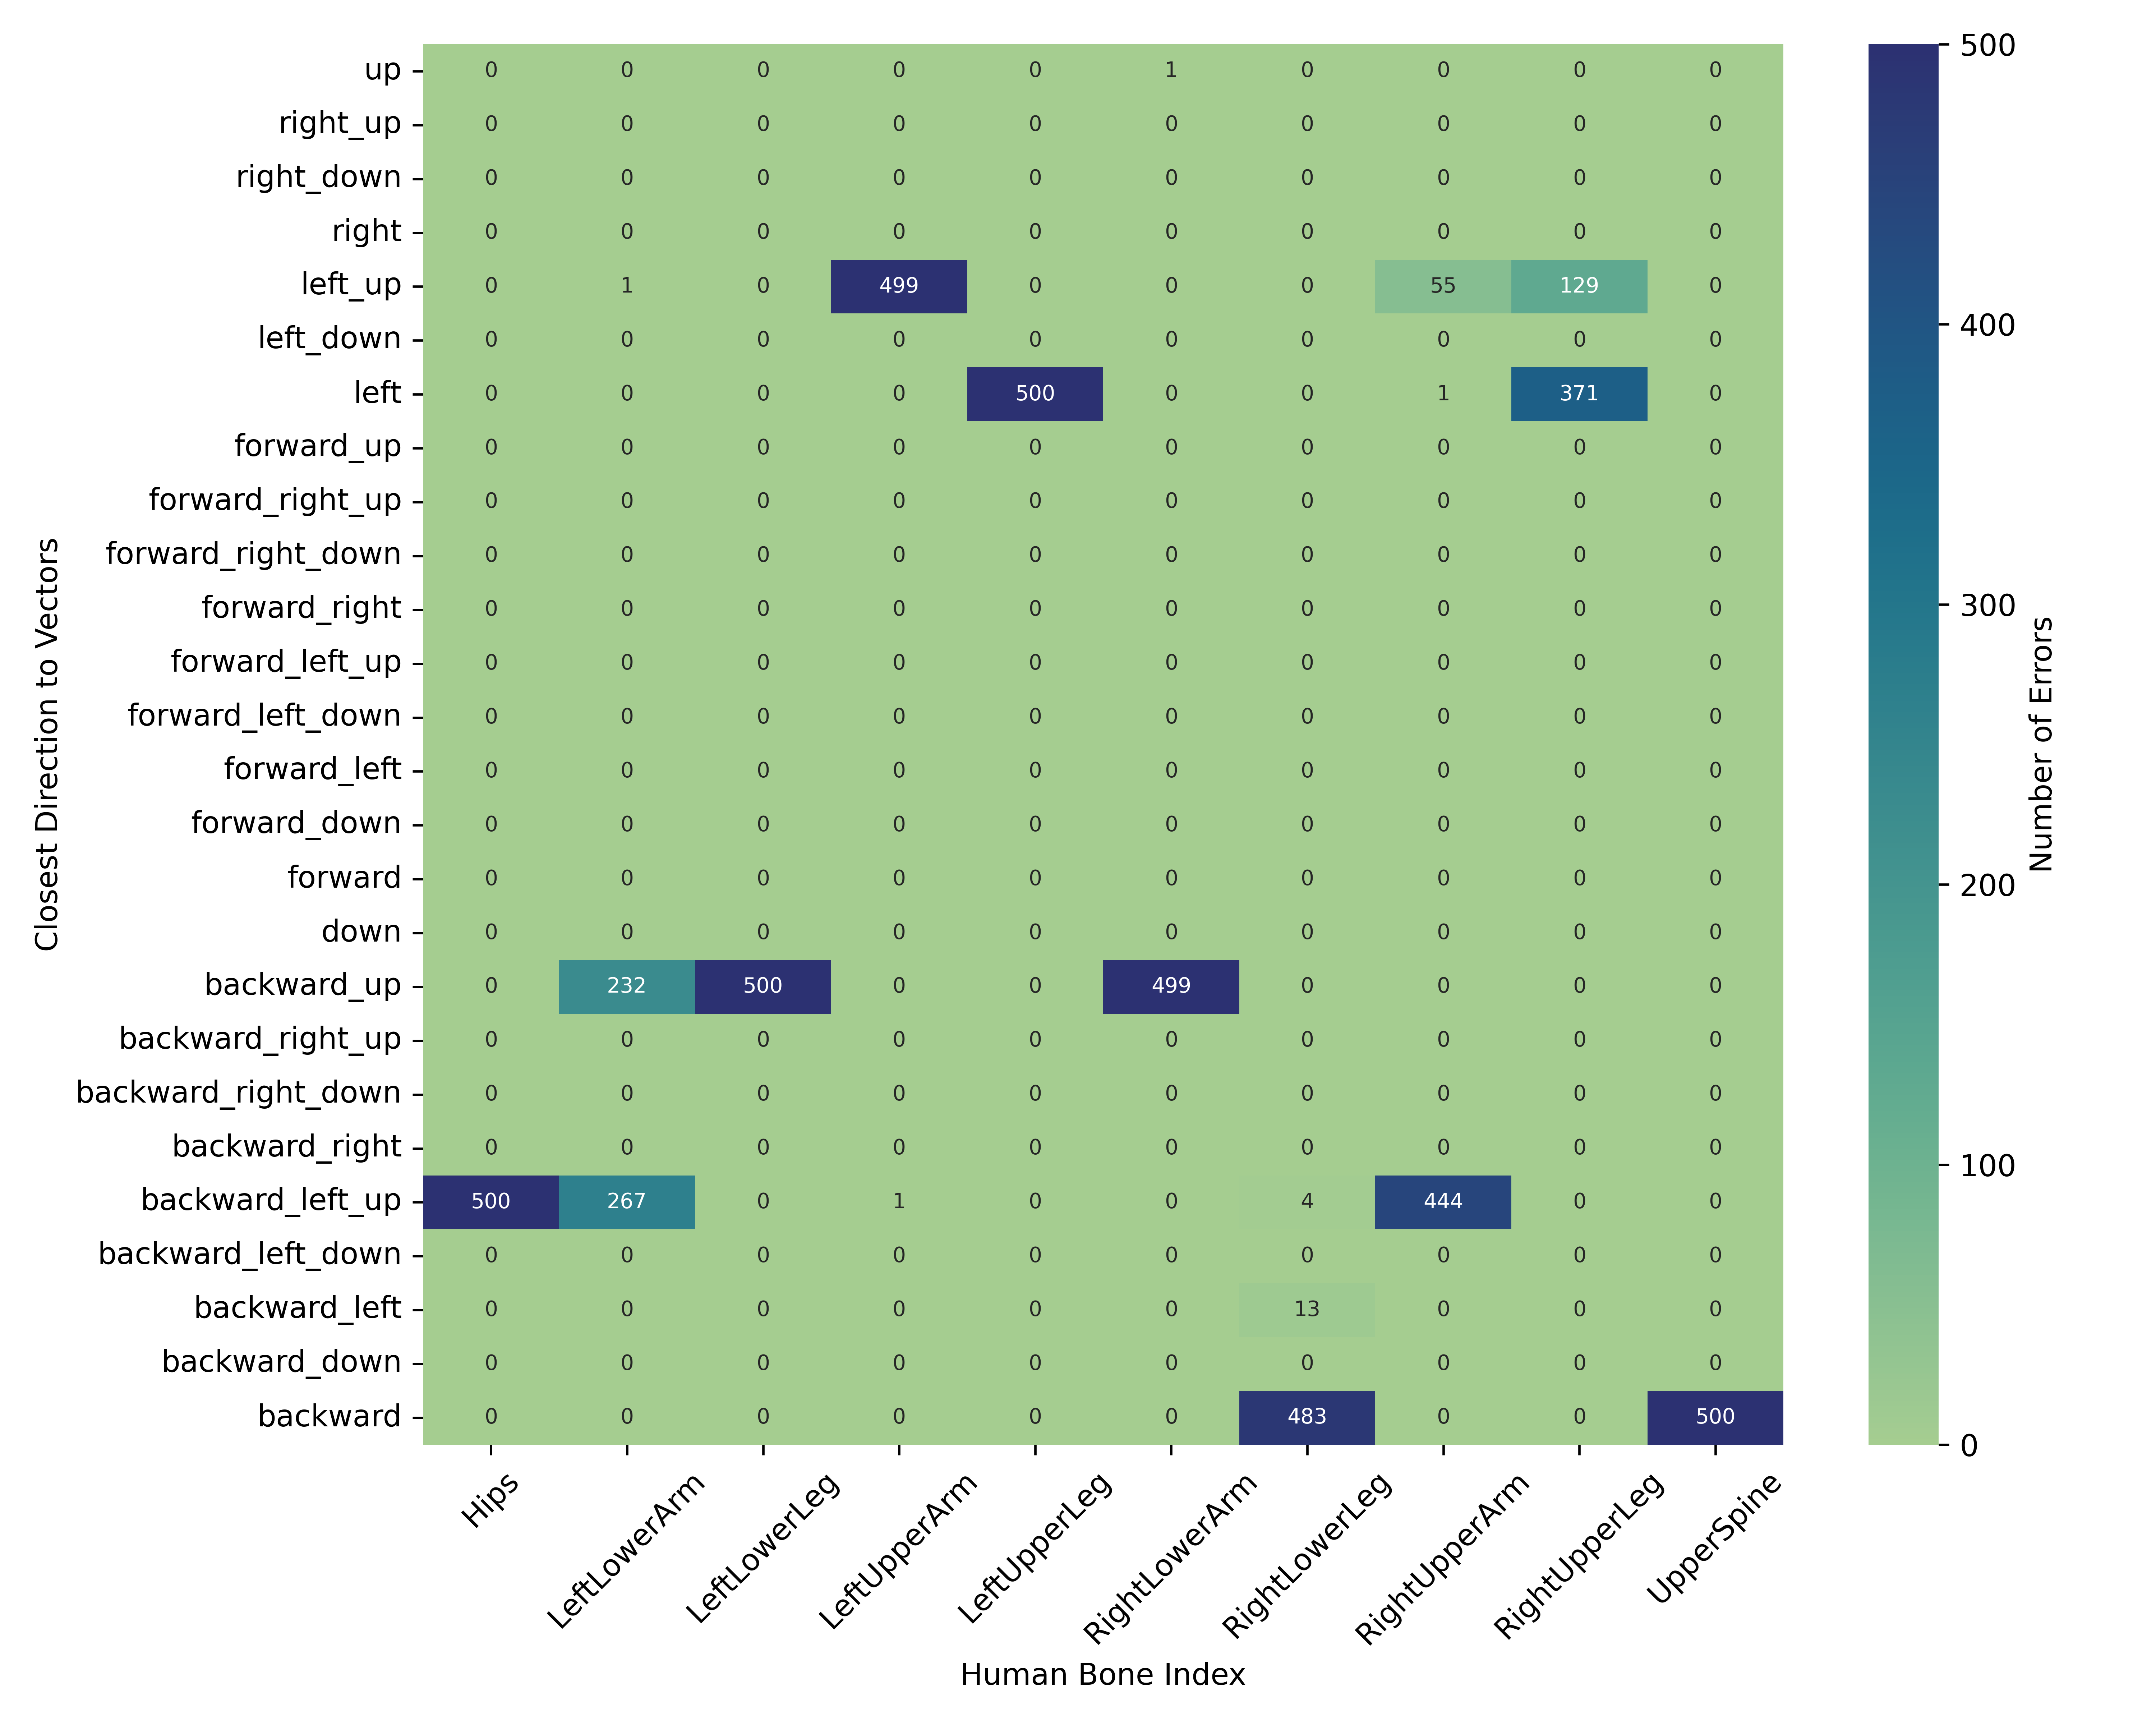 up 0 0 0 0 0 1 0 0 0 0 500
right_up 0 0 0 0 0 0 0 0 0 0
right_down 0 0 0 0 0 0 0 0 0 0
right 0 0 0 0 0 0 0 0 0 0
left_up 0 1 0 499 0 0 0 55 129 0
left_down 0 0 0 0 0 0 0 0 0 0 400
left 0 0 0 0 500 0 0 1 371 0
forward_up 0 0 0 0 0 0 0 0 0 0
forward_right_up 0 0 0 0 0 0 0 0 0 0
forward_right_down 0 0 0 0 0 0 0 0 0 0
forward_right 0 0 0 0 0 0 0 0 0 0 300
forward_left_up 0 0 0 0 0 0 0 0 0 0
forward_left_down 0 0 0 0 0 0 0 0 0 0
forward_left 0 0 0 0 0 0 0 0 0 0
forward_down 0 0 0 0 0 0 0 0 0 0
forward 0 0 0 0 0 0 0 0 0 0 200
down 0 0 0 0 0 0 0 0 0 0
backward_up 0 232 500 0 0 499 0 0 0 0
backward_right_up 0 0 0 0 0 0 0 0 0 0
backward_right_down 0 0 0 0 0 0 0 0 0 0
backward_right 0 0 0 0 0 0 0 0 0 0 100
backward_left_up 500 267 0 1 0 0 4 444 0 0
backward_left_down 0 0 0 0 0 0 0 0 0 0
backward_left 0 0 0 0 0 0 13 0 0 0
backward_down 0 0 0 0 0 0 0 0 0 0
backward 0 0 0 0 0 0 483 0 0 500 0
Closest Direction to Vectors
Number of Errors
Hips LeftLowerArm LeftLowerLeg LeftUpperArm LeftUpperLeg RightLowerArm RightLowerLeg RightUpperArm RightUpperLeg UpperSpine
Human Bone Index